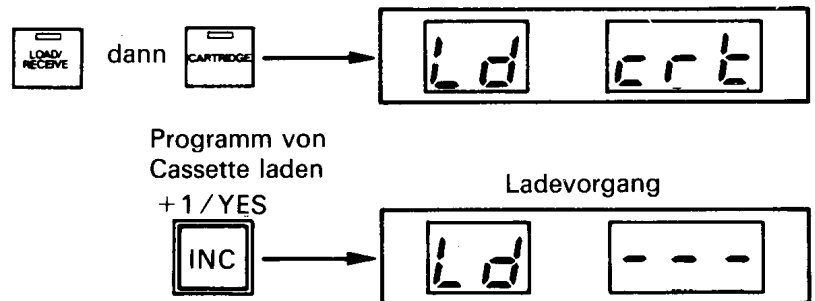 LOAD/
RECEIVE
dann
CARTRIDGE
Ld crt
Programm von
Cassette laden
+1/YES
INC
Ladevorgang
Ld ---